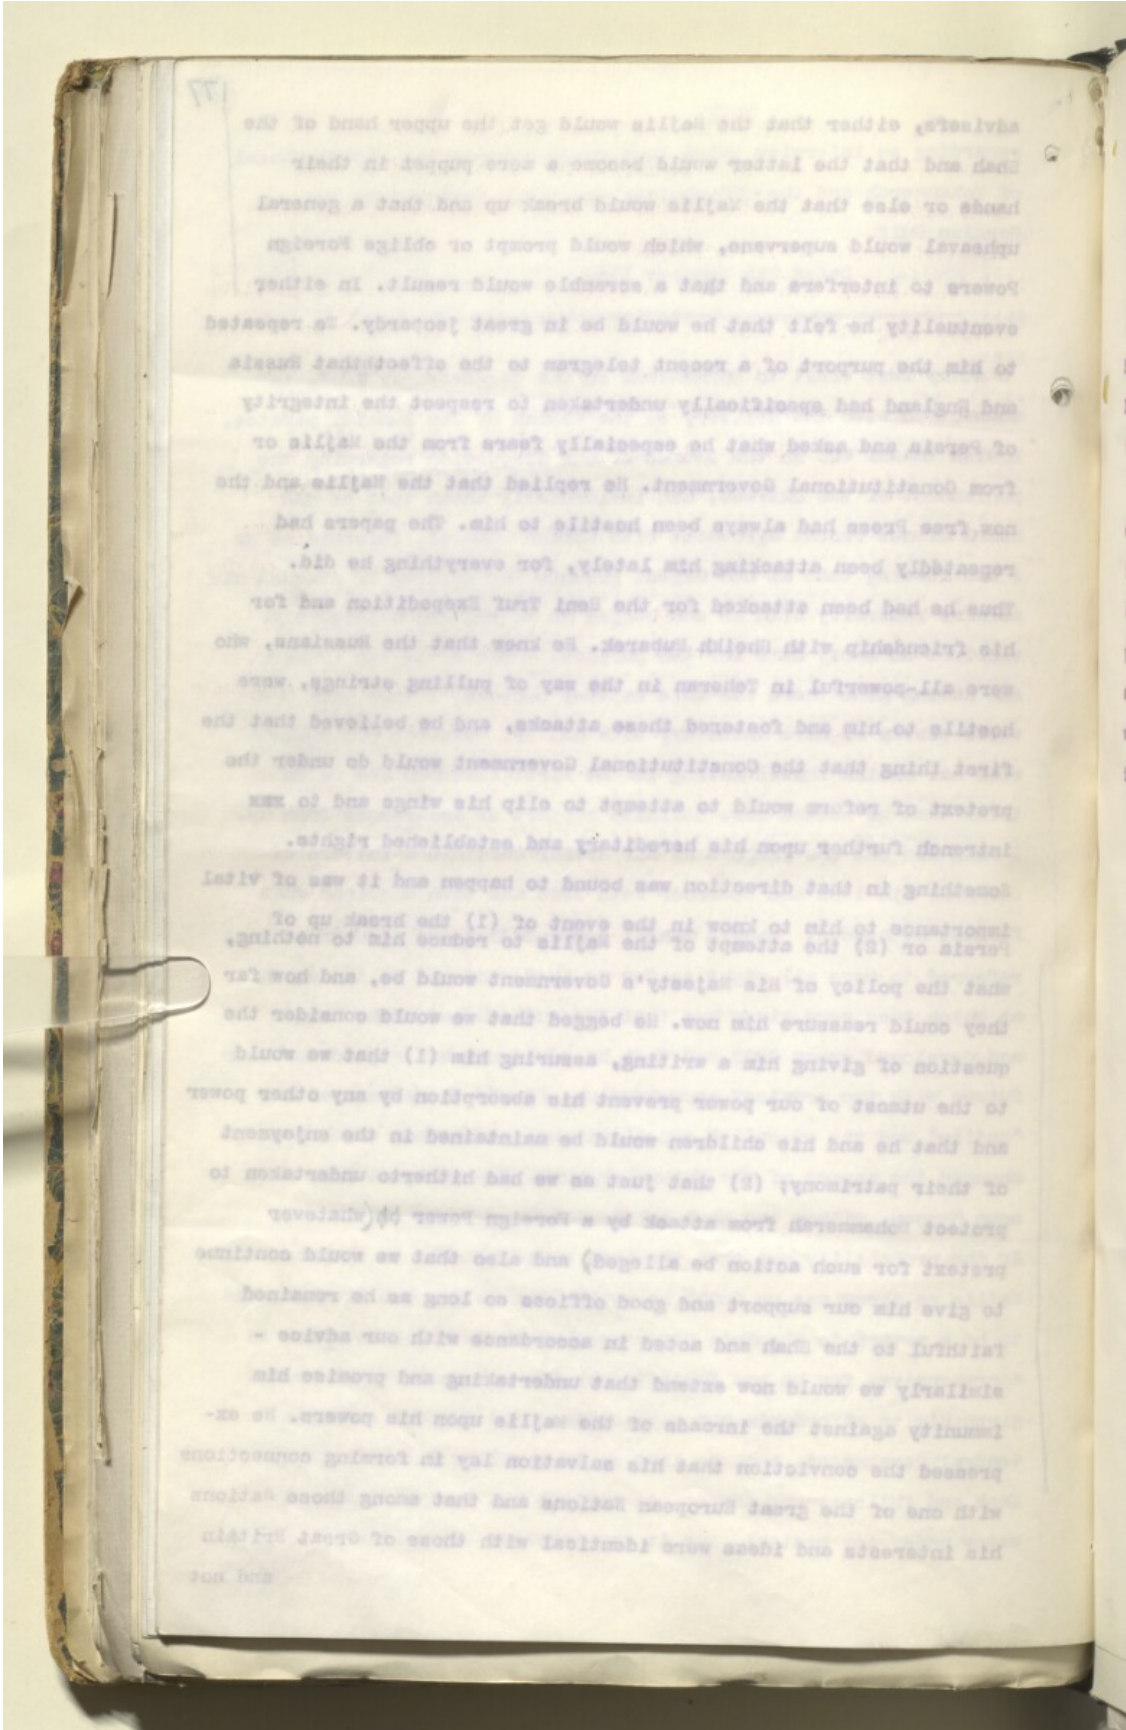 177
advisers, either that the Majlis would get the upper hand of the
Shah and that the latter would become a mere puppet in their
hands or else that the Majlis would break up and that a general
upheaval would supervene, which would prompt or oblige Foreign
Powers to interfere and that a scramble would result. In either
eventuality he felt that he would be in great jeopardy. He repeated
to him the purport of a recent telegram to the effectthat Russia
and England had specifically undertaken to respect the integrity
of Persia and asked what he especially fears from the Majlis or
from Constitutional Government. He replied that the Majlis and the
now free Press had always been hostile to him. The papers had
repeatedly been attacking him lately, for everything he did.
Thus he had been attacked for the Beni Truf Expedition and for
his friendship with Sheikh Mubarek. He knew that the Russians, who
were all-powerful in Teheran in the way of pulling strings, were
hostile to him and fostered these attacks, and he believed that the
first thing that the Constitutional Government would do under the
pretext of reform would to attempt to clip his wings and to xxx
intrench further upon his hereditary and established rights.
Something in that direction was bound to happen and it was of vital
importance to him to know in the event of (1) the break up of
Persia or (2) the attempt of the Majlis to reduce him to nothing,
what the policy of His Majesty's Government would be, and how far
they could reassure him now. He begged that we would consider the
question of giving him a writing, assuring him (1) that we would
to the utmost of our power prevent his absorption by any other power
and that he and his children would be maintained in the enjoyment
of their patrimony; (2) that just as we had hitherto undertaken to
protect Mohammerah from attack by a Foreign Power (whatever
pretext for such action be alleged) and also that we would continue
to give him our support and good offices so long as he remained
faithful to the Shah and acted in accordance with our advice -
similarly we would now extend that undertaking and promise him
immunity against the inroads of the Majlis upon his powers. He ex-
pressed the conviction that his salvation lay in forming connections
with one of the great European Nations and that among those Nations
his interests and ideas were identical with those of Great Britain
and not